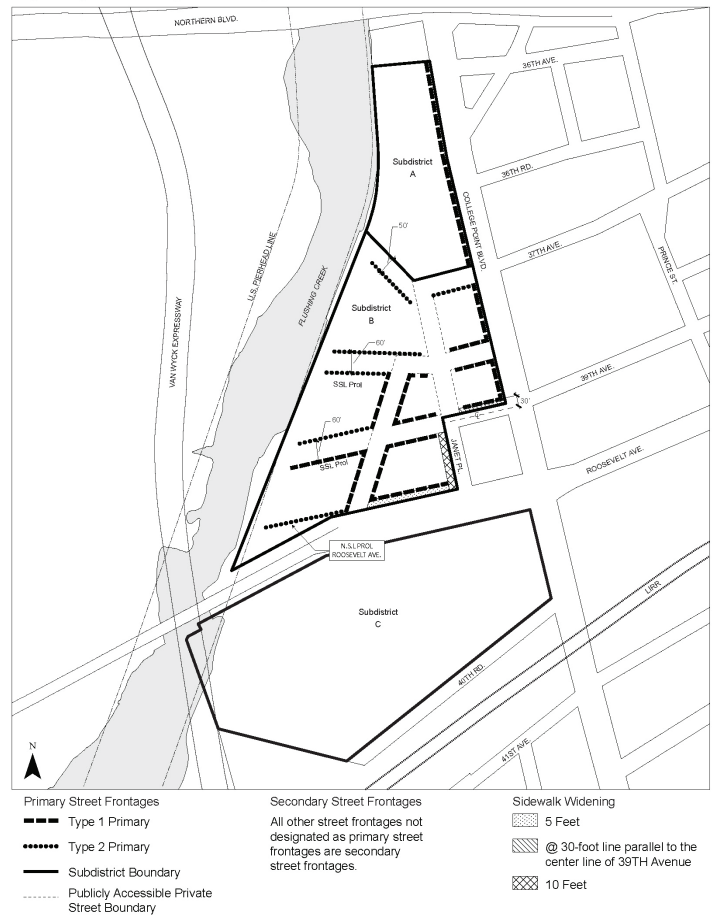 NORTHERN BLVD.
36TH AVE.
Subdistrict
A
36TH RD.
COLLEGE POINT BLVD.
50'
37TH AVE.
PRINCE ST.
U.S. PIERHEAD LINE
FLUSHING CREEK
VAN WYCK EXPRESSWAY
Subdistrict
B
60'
SSL Prol
39TH AVE.
30'
60'
SSL Prol
JANET PL.
ROOSEVELT AVE.
N.S.L PROL.
ROOSEVELT AVE.
LIRR
Subdistrict
C
40TH RD.
41ST AVE.
N
Primary Street Frontages
Type 1 Primary
Type 2 Primary
Subdistrict Boundary
Publicly Accessible Private
Street Boundary
Secondary Street Frontages
All other street frontages not
designated as primary street
frontages are secondary
street frontages.
Sidewalk Widening
5 Feet
@ 30-foot line parallel to the
center line of 39TH Avenue
10 Feet